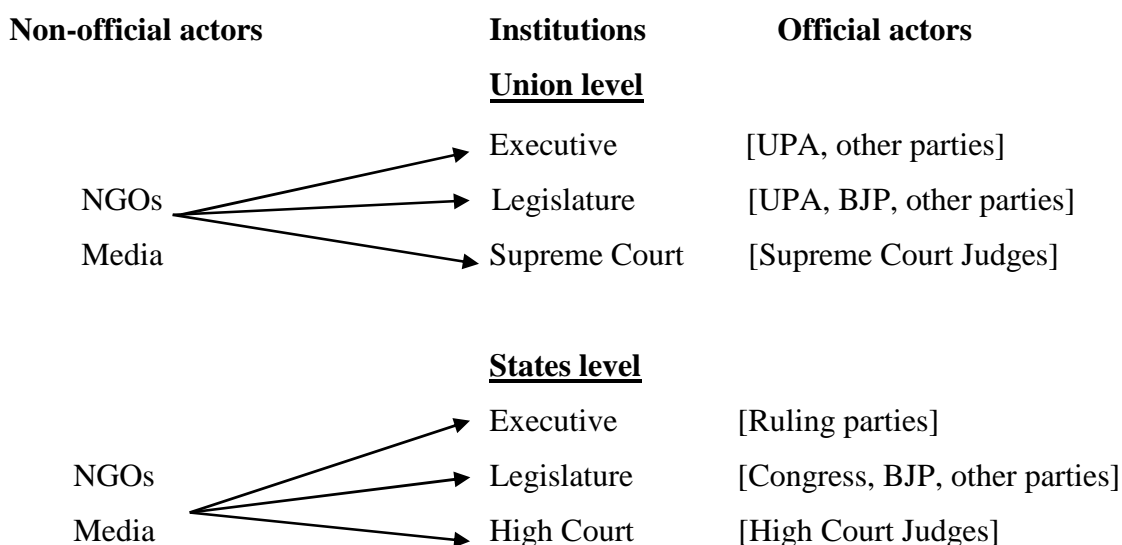 Non-official actors Institutions Official actors
Union level
Executive [UPA, other parties]
NGOs Legislature [UPA, BJP, other parties]
Media Supreme Court [Supreme Court Judges]
States level
Executive [Ruling parties]
NGOs Legislature [Congress, BJP, other parties]
Media High Court [High Court Judges]